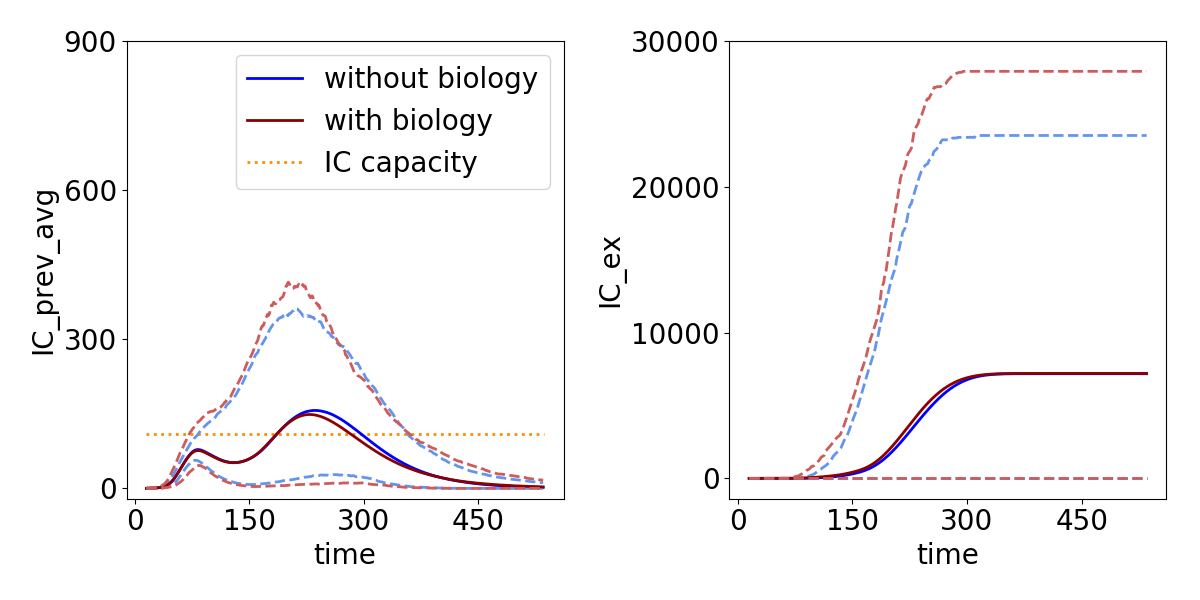 900
600
300
0
IC_prev_avg
without biology
with biology
IC capacity
0 150 300 450
time
30000
20000
10000
0
IC_ex
0 150 300 450
time